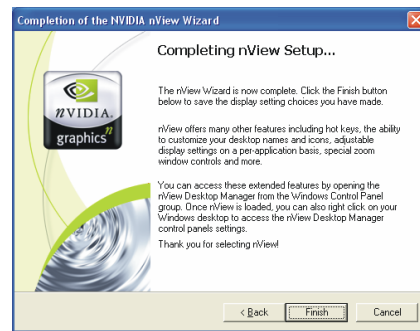 Completion of the NVIDIA nView Wizard
nVIDIA.
graphics n
Completing nView Setup...
The nView Wizard is now complete. Click the Finish button
below to save the display setting choices you have made.
nView offers many other features including hot keys, the ability
to customize your desktop names and icons, adjustable
display settings on a per-application basis, special zoom
window controls and more.
You can access these extended features by opening the
nView Desktop Manager from the Windows Control Panel
group. Once nView is loaded, you can also right click on your
Windows desktop to access the nView Desktop Manager
control panels settings.
Thank you for selecting nView!
< Back
Finish
Cancel